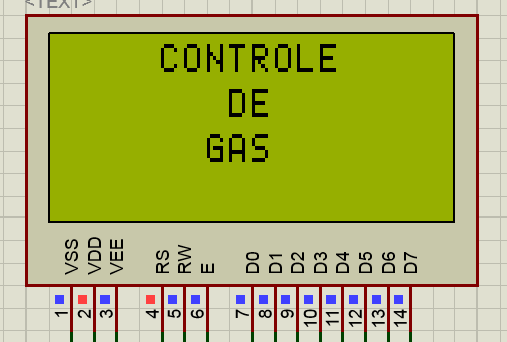 <TEXT>
CONTROLE
DE
GAS
VSS VDD VEE RS RW E D0 D1 D2 D3 D4 D5 D6 D7
1 2 3 4 5 6 7 8 9 10 11 12 13 14